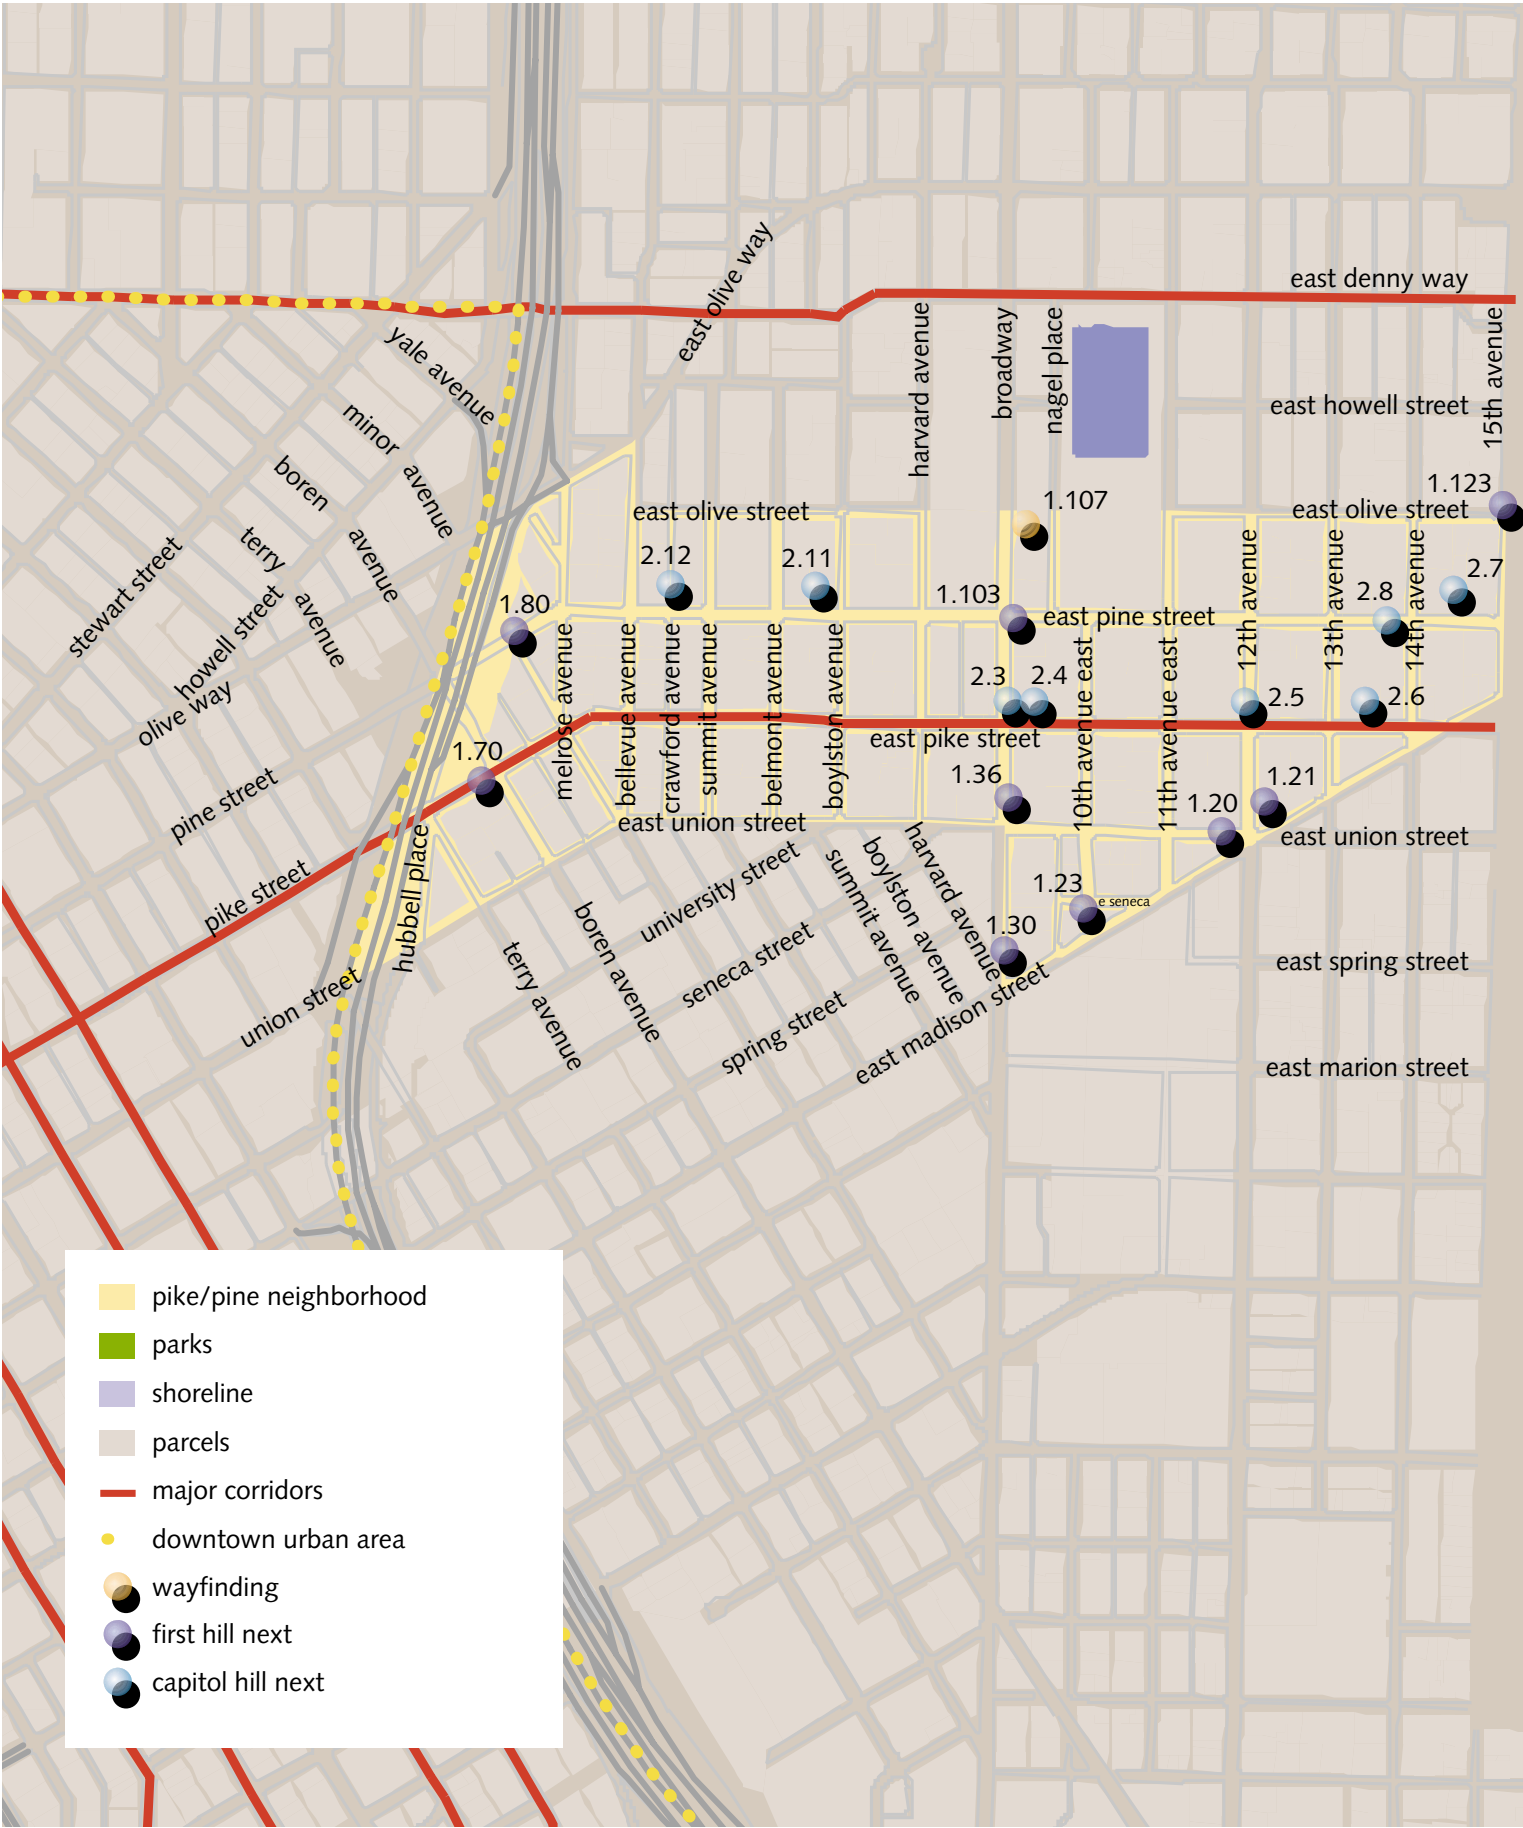 east olive way
east denny way
yale avenue
harvard avenue
broadway
nagel place
15th avenue
east howell street
minor avenue
boren avenue
terry avenue
stewart street
howell street
olive way
pine street
pike street
union street
hubbell place
1.123
east olive street
1.107
east olive street
2.12
2.11
1.80
1.103
east pine street
12th avenue
13th avenue
14th avenue
2.8
2.7
melrose avenue
bellevue avenue
crawford avenue
summit avenue
belmont avenue
boylston avenue
10th avenue east
11th avenue east
2.3
2.4
2.5
2.6
1.70
east pike street
1.36
1.21
1.20
east union street
east union street
university street
seneca street
spring street
east madison street
summit avenue
boylston avenue
harvard avenue
terry avenue
boren avenue
1.23
e seneca
1.30
east spring street
east marion street
pike/pine neighborhood
parks
shoreline
parcels
major corridors
downtown urban area
wayfinding
first hill next
capitol hill next